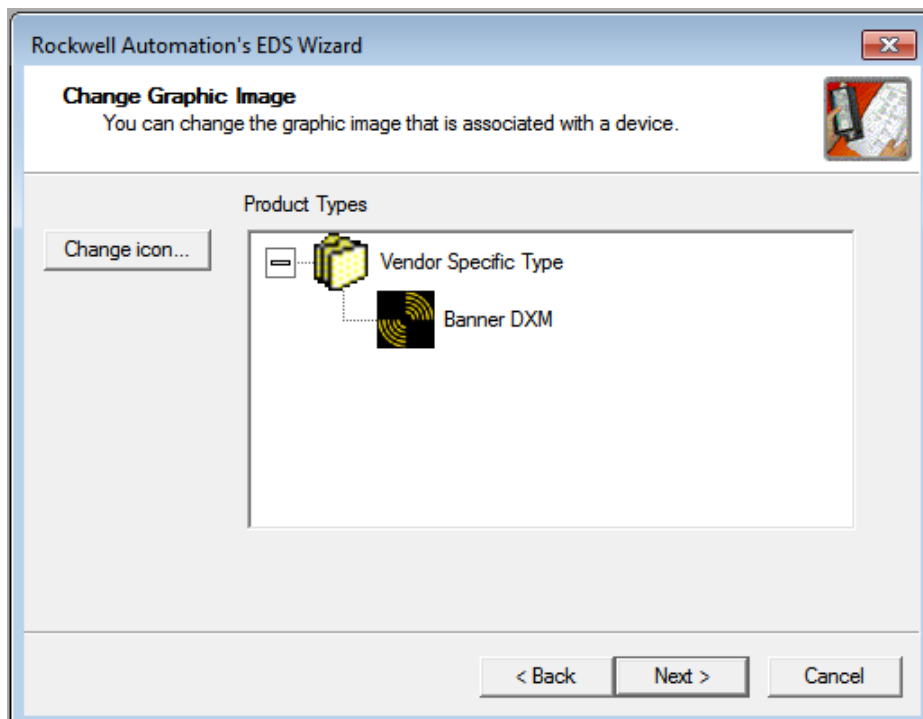 Rockwell Automation's EDS Wizard
Change Graphic Image
You can change the graphic image that is associated with a device.
Product Types
Change icon...
Vendor Specific Type
Banner DXM
< Back
Next >
Cancel